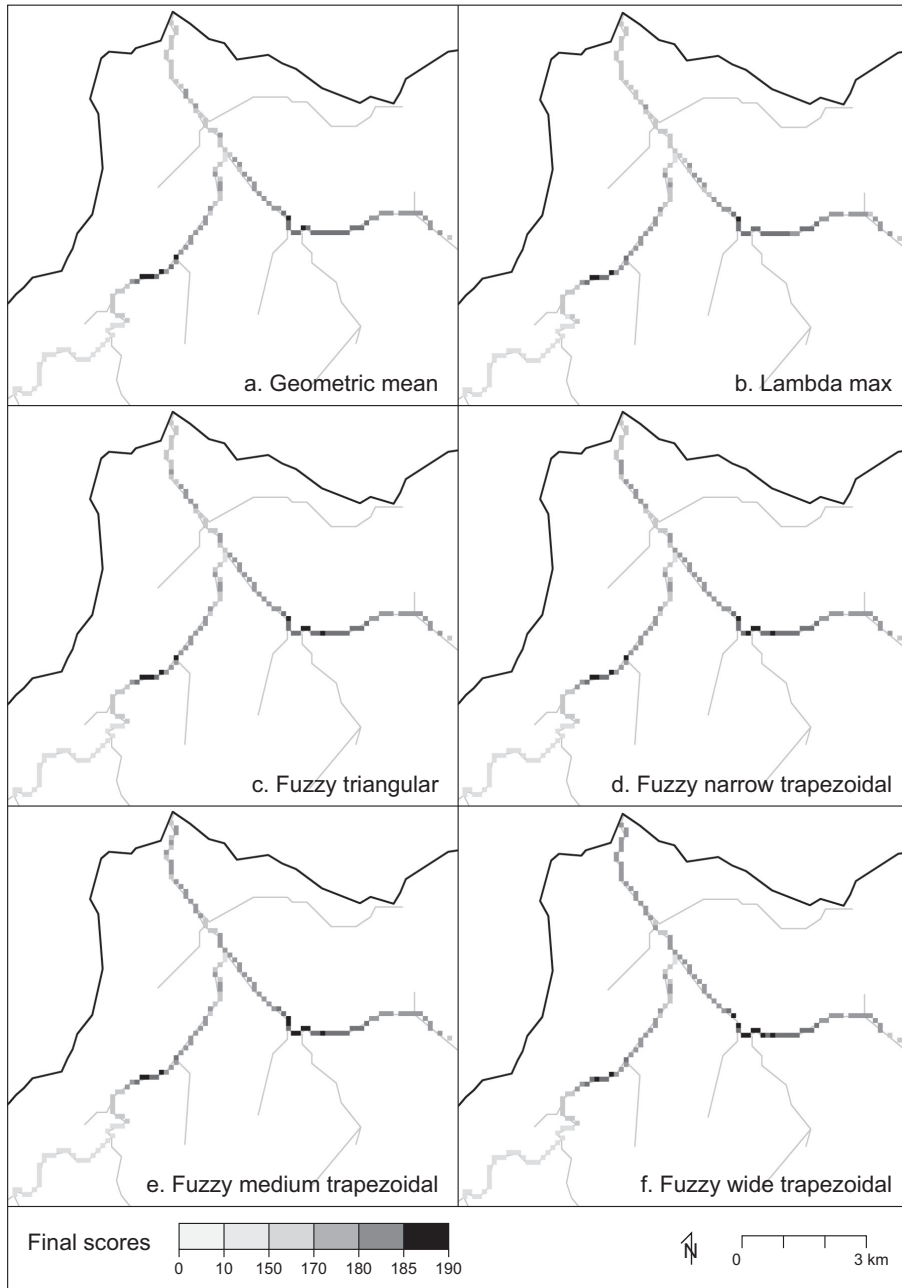 a. Geometric mean
b. Lambda max
c. Fuzzy triangular
d. Fuzzy narrow trapezoidal
e. Fuzzy medium trapezoidal
f. Fuzzy wide trapezoidal
Final scores
0 10 150 170 180 185 190
N
0 3 km